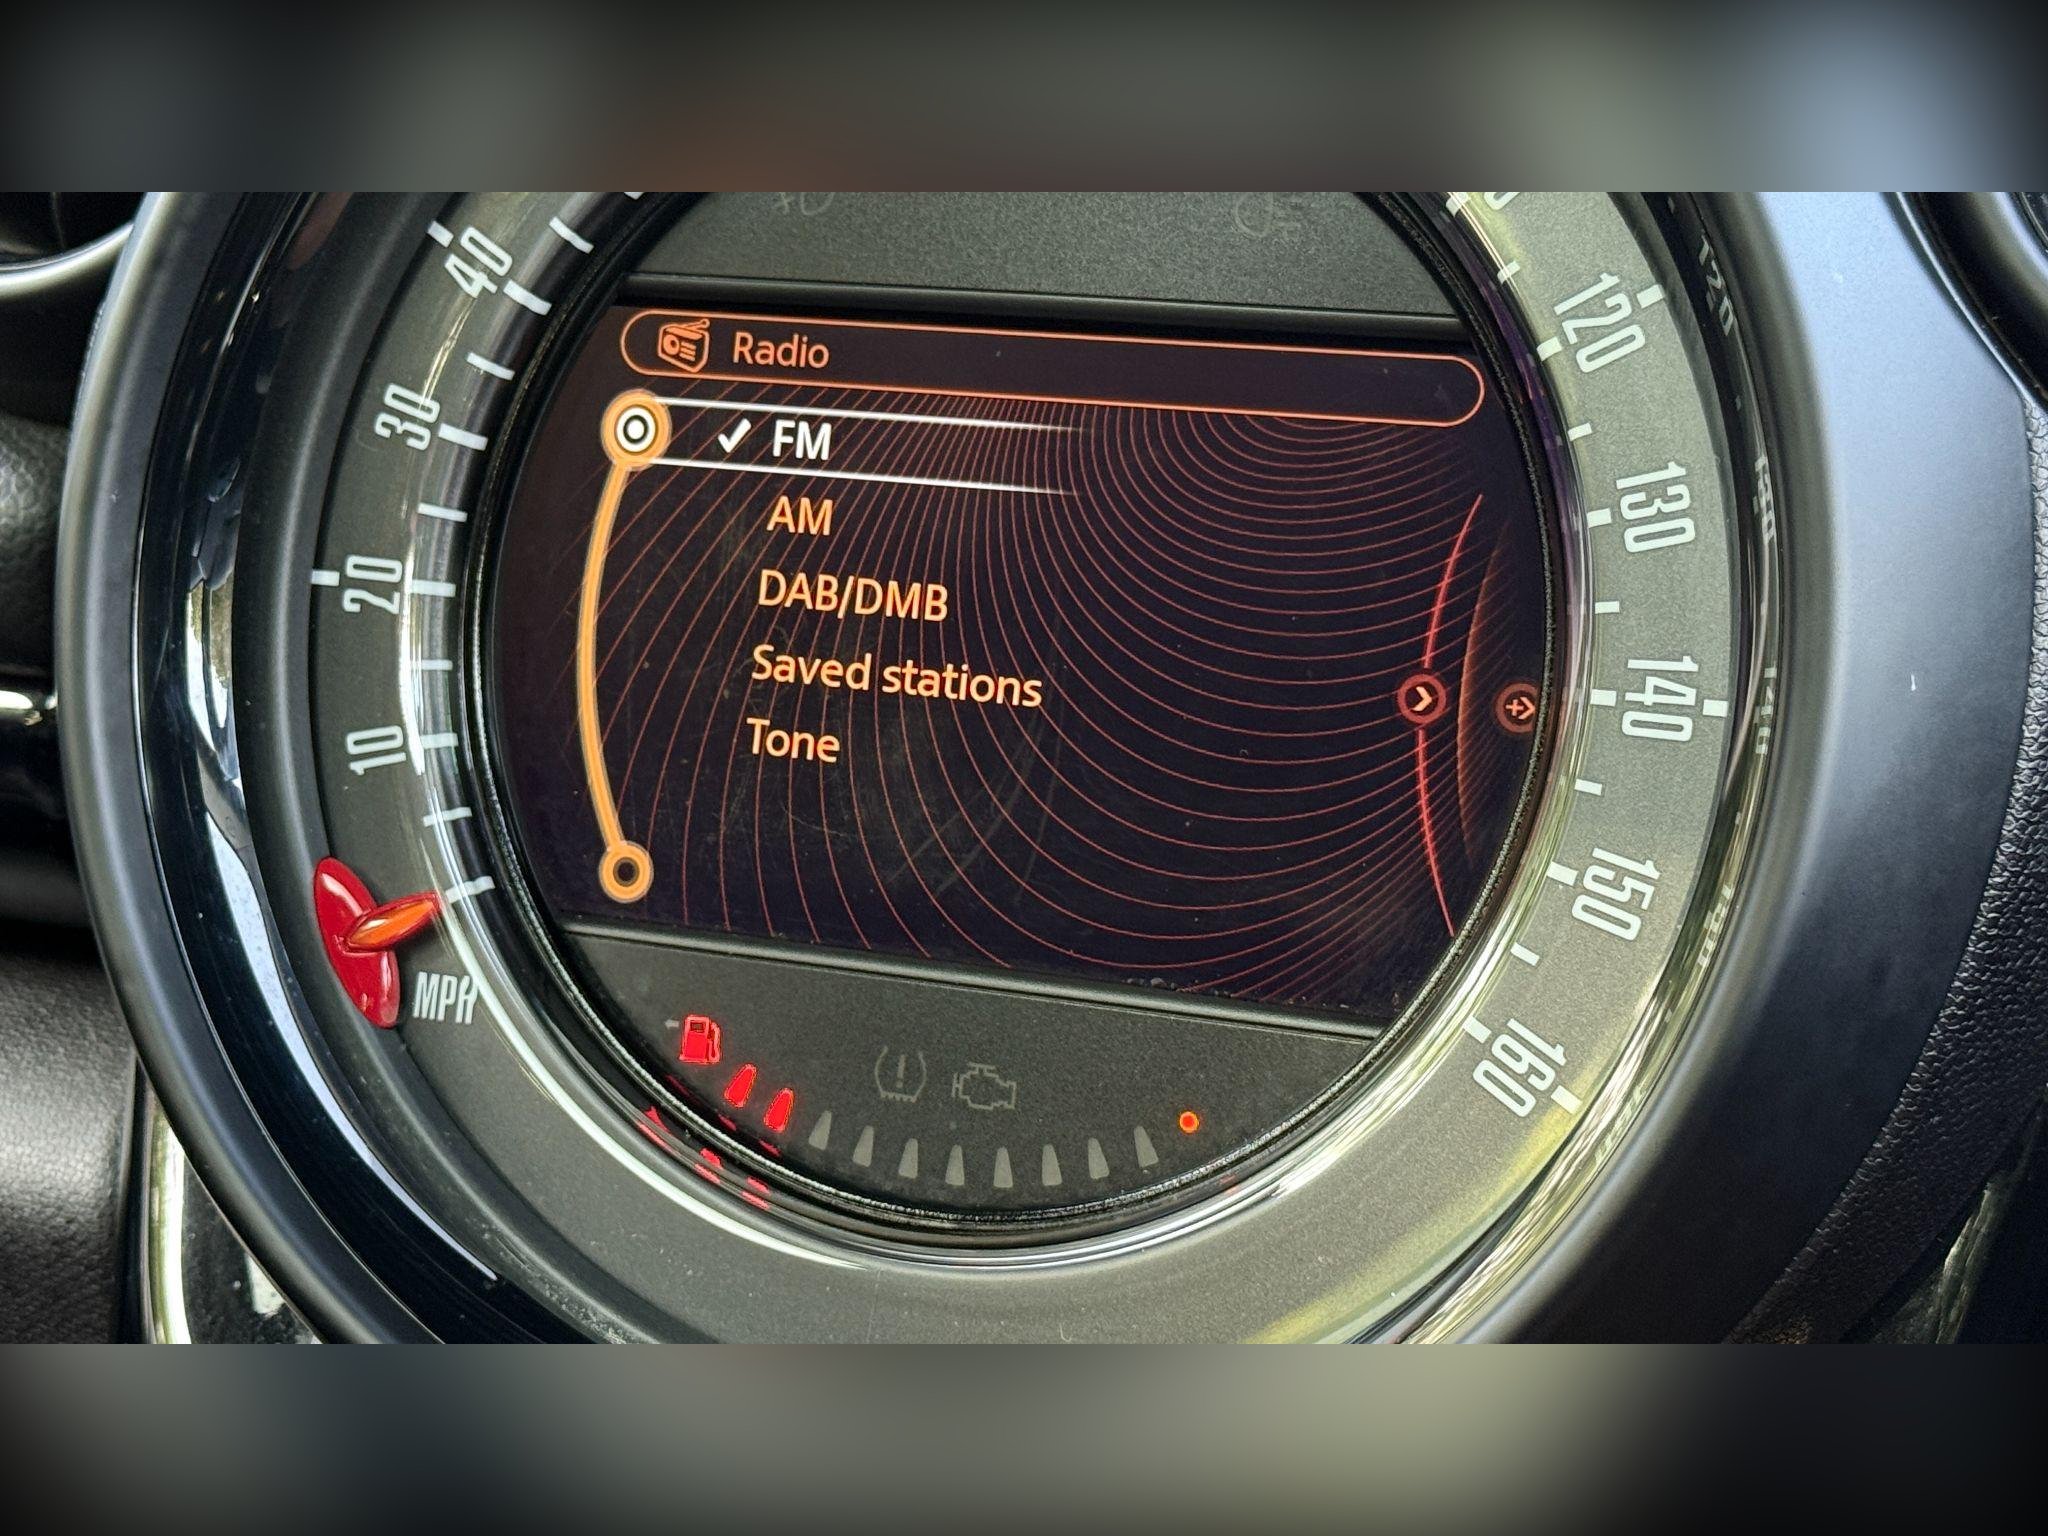 Radio
FM
AM
DAB/DMB
Saved stations
Tone
40
30
20
10
MPH
120
130
140
150
160